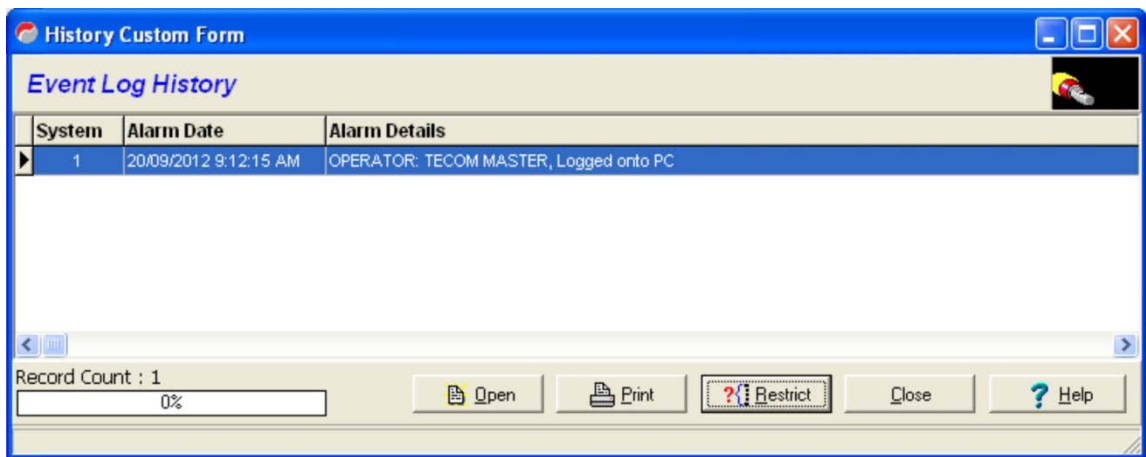 History Custom Form
Event Log History
System Alarm Date Alarm Details
1 20/09/2012 9:12:15 AM OPERATOR: TECOM MASTER, Logged onto PC
Record Count : 1
0%
Open Print ?{ Restrict Close ? Help